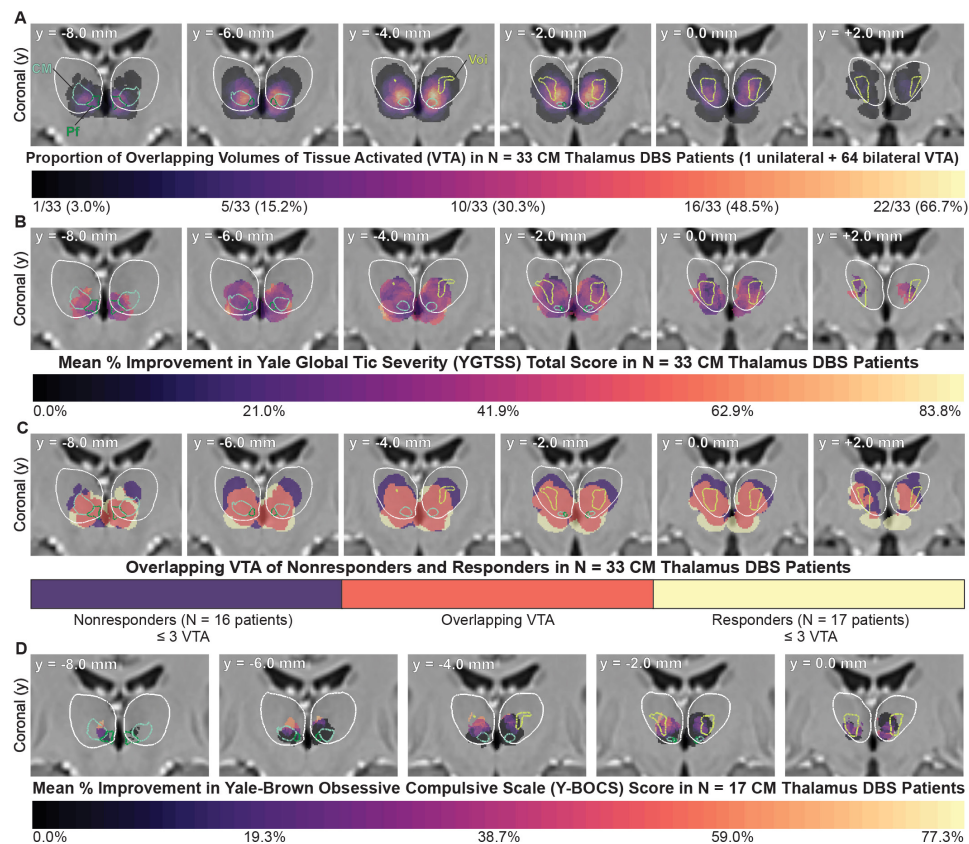 A
y = -8.0 mm
y = -6.0 mm
y = -4.0 mm
y = -2.0 mm
0.0 mm
y = +2.0 mm
Coronal (y)
CM
Voi
Pf
Proportion of Overlapping Volumes of Tissue Activated (VTA) in N = 33 CM Thalamus DBS Patients (1 unilateral + 64 bilateral VTA)
1/33 (3.0%) 5/33 (15.2%) 10/33 (30.3%) 16/33 (48.5%) 22/33 (66.7%)
B
y = -8.0 mm
y = -6.0 mm
y = -4.0 mm
y = -2.0 mm
0.0 mm
y = +2.0 mm
Coronal (y)
Mean % Improvement in Yale Global Tic Severity (YGTSS) Total Score in N = 33 CM Thalamus DBS Patients
0.0% 21.0% 41.9% 62.9% 83.8%
C
y = -8.0 mm
y = -6.0 mm
y = -4.0 mm
y = -2.0 mm
y = 0.0 mm
y = +2.0 mm
Coronal (y)
Overlapping VTA of Nonresponders and Responders in N = 33 CM Thalamus DBS Patients
Nonresponders (N = 16 patients) Overlapping VTA Responders (N = 17 patients)
≤ 3 VTA ≤ 3 VTA
D
y = -8.0 mm
y = -6.0 mm
y = -4.0 mm
y = -2.0 mm
y = 0.0 mm
Coronal (y)
Mean % Improvement in Yale-Brown Obsessive Compulsive Scale (Y-BOCS) Score in N = 17 CM Thalamus DBS Patients
0.0% 19.3% 38.7% 59.0% 77.3%